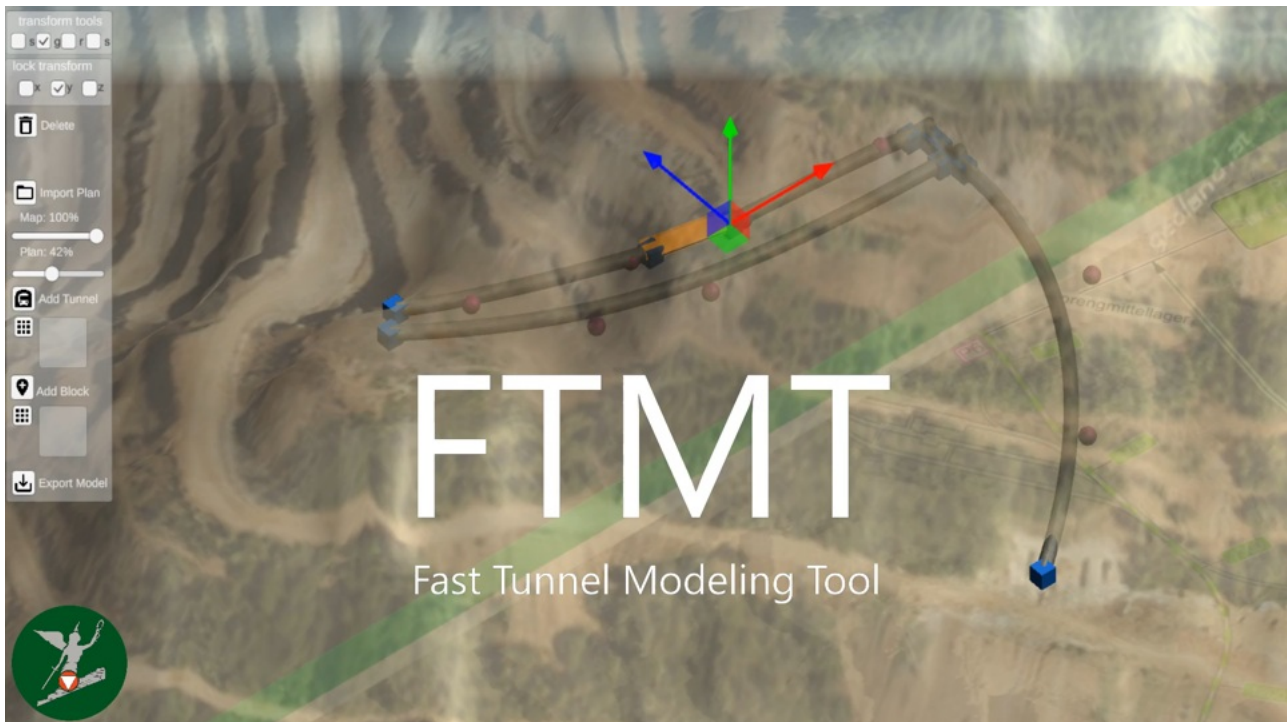 transform tools
s g r s
lock transform
x y z
Delete
Import Plan
Map: 100%
Plan: 42%
Add Tunnel
Add Block
Export Model
FTMT
Fast Tunnel Modeling Tool